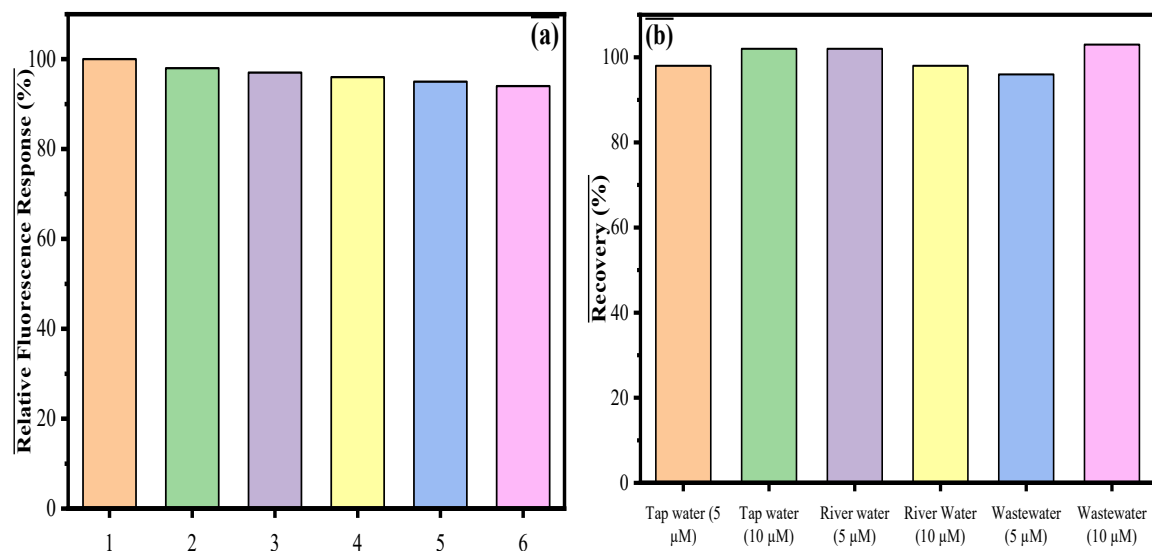 (a)
Relative Fluorescence Response (%)
100
80
60
40
20
0
1 2 3 4 5 6
(b)
Recovery (%)
100
80
60
40
20
0
Tap water (5
μM)
Tap water
(10 μM)
River water
(5 μM)
River Water
(10 μM)
Wastewater
(5 μM)
Wastewater
(10 μM)